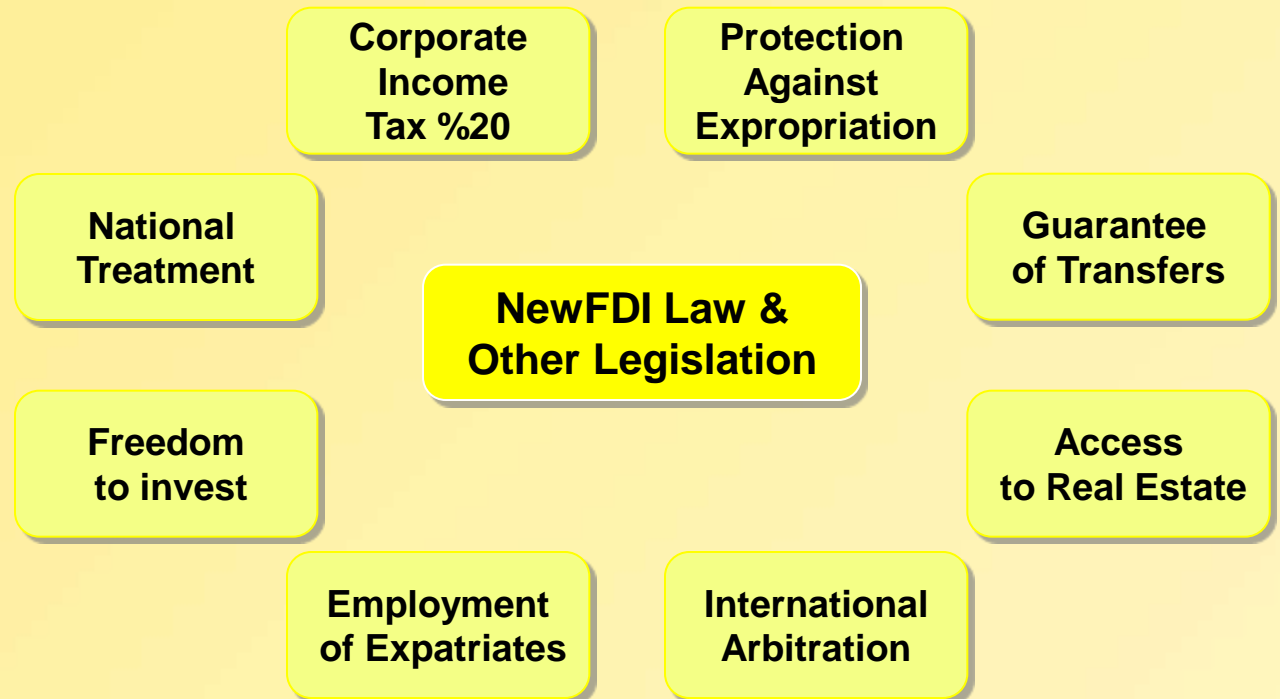 Corporate
Income
Tax %20
Protection
Against
Expropriation
National
Treatment
Guarantee
of Transfers
NewFDI Law &
Other Legislation
Freedom
to invest
Access
to Real Estate
Employment
of Expatriates
International
Arbitration